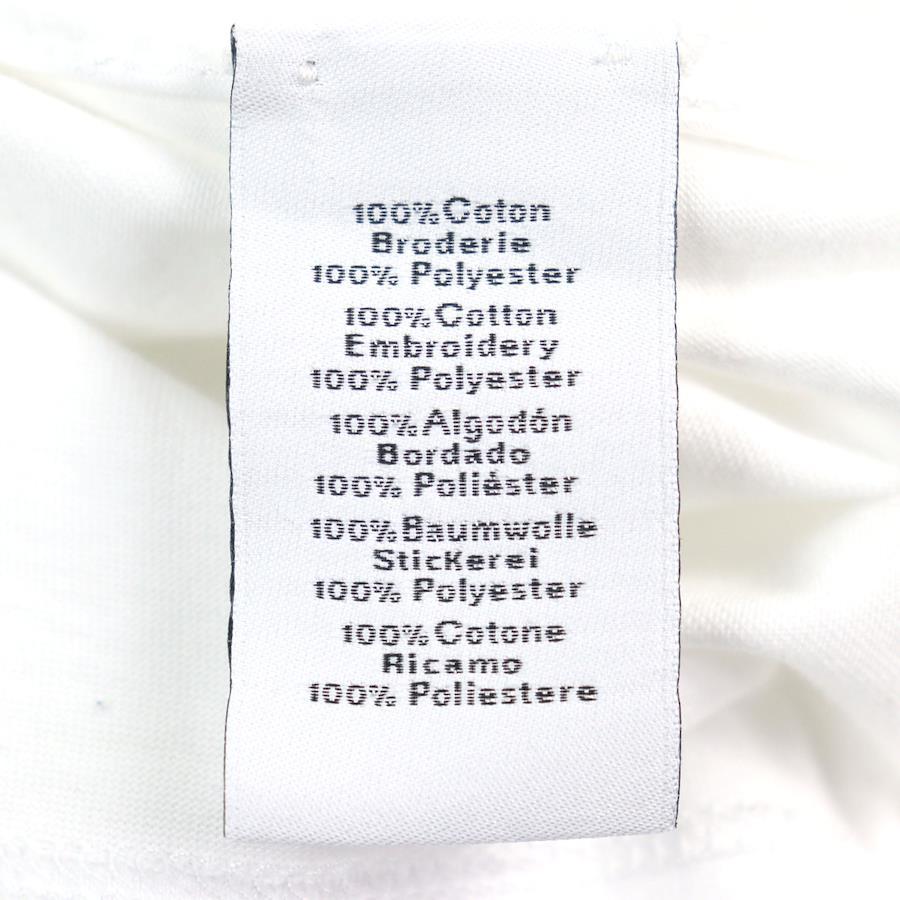 100%Coton
Broderie
100% Polyester
100%Cotton
Embroidery
100% Polyester
100%Algodón
Bordado
100% Poliéster
100%Baumwolle
Stickerei
100% Polyester
100%Cotone
Ricamo
100% Poliestere